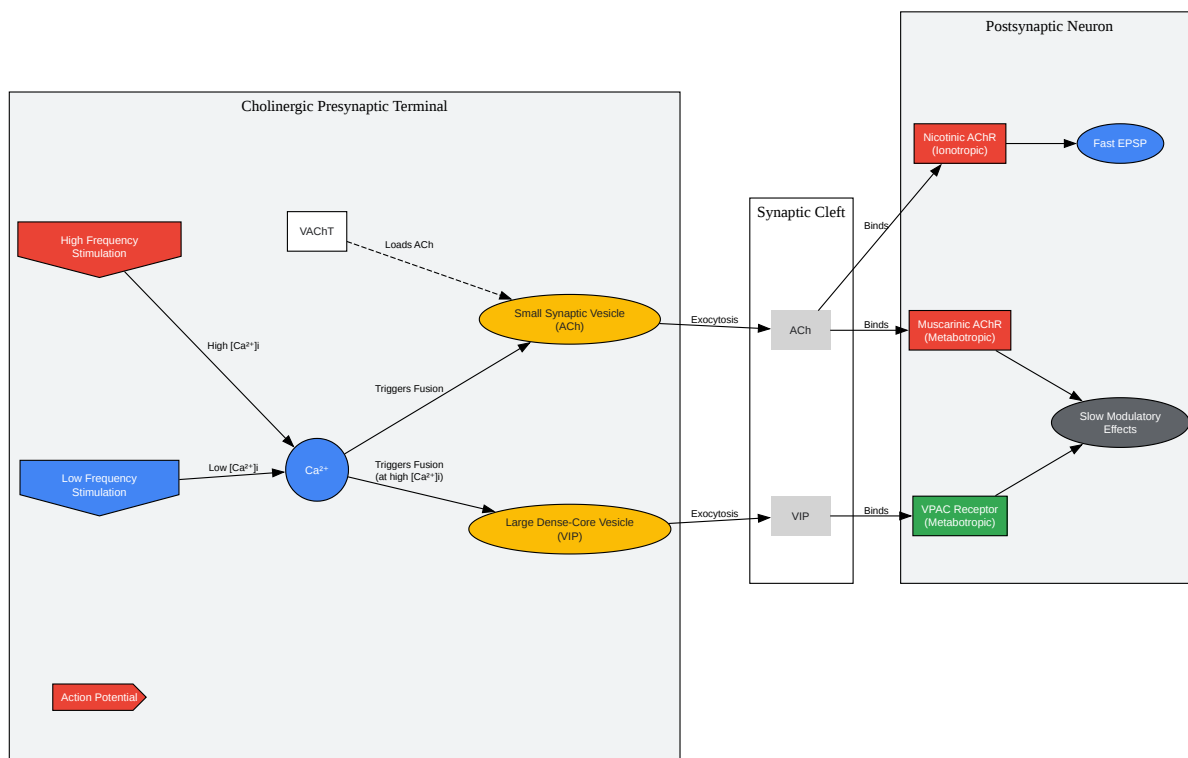 Postsynaptic Neuron
Cholinergic Presynaptic Terminal
Nicotinic AChR
(Ionotropic)
Fast EPSP
Synaptic Cleft
VAChT
Binds
High Frequency
Stimulation
Loads ACh
Small Synaptic Vesicle
(ACh)
Exocytosis
ACh
Binds
Muscarinic AChR
(Metabotropic)
High [Ca²⁺]i
Triggers Fusion
Slow Modulatory
Effects
Low Frequency
Stimulation
Low [Ca²⁺]i
Ca²⁺
Triggers Fusion
(at high [Ca²⁺]i)
Large Dense-Core Vesicle
(VIP)
Exocytosis
VIP
Binds
VPAC Receptor
(Metabotropic)
Action Potential